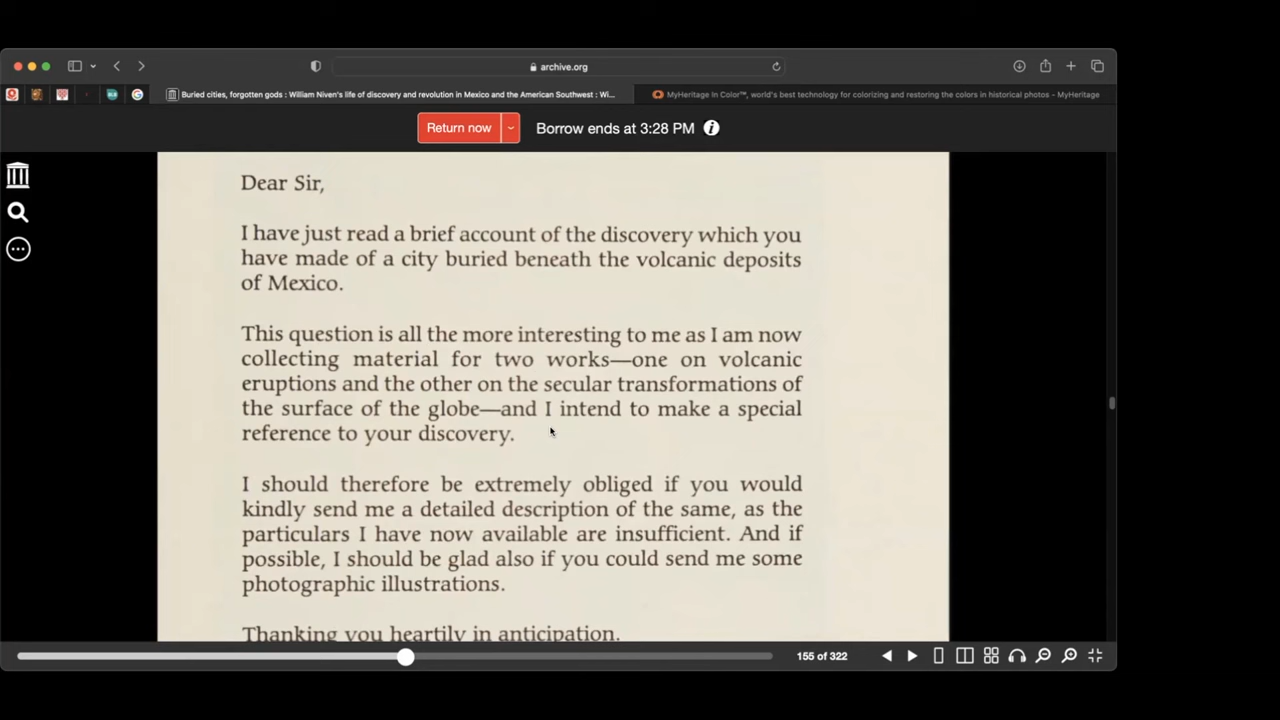 archive.org
Buried cities, forgotten gods : William Niven's life of discovery and revolution in Mexico and the American Southwest : Wi...
MyHeritage In Color™, world's best technology for colorizing and restoring the colors in historical photos - MyHeritage
Return now
Borrow ends at 3:28 PM
Dear Sir,
I have just read a brief account of the discovery which you
have made of a city buried beneath the volcanic deposits
of Mexico.
This question is all the more interesting to me as I am now
collecting material for two works—one on volcanic
eruptions and the other on the secular transformations of
the surface of the globe—and I intend to make a special
reference to your discovery.
I should therefore be extremely obliged if you would
kindly send me a detailed description of the same, as the
particulars I have now available are insufficient. And if
possible, I should be glad also if you could send me some
photographic illustrations.
Thanking you heartily in anticipation.
155 of 322